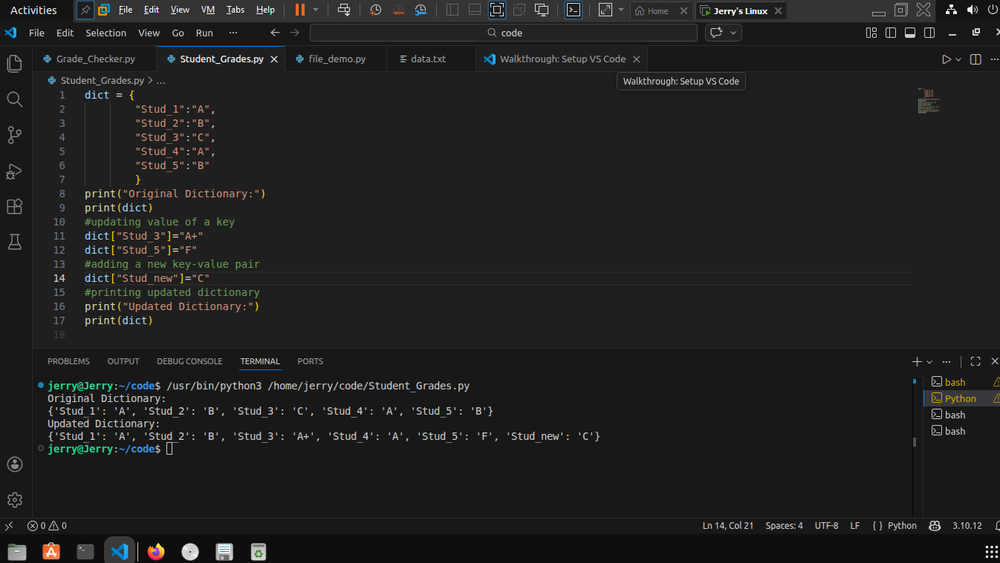 Activities File Edit View VM Tabs Help Home Jerry's Linux
File Edit Selection View Go Run ··· code
Grade_Checker.py Student_Grades.py file_demo.py data.txt Walkthrough: Setup VS Code
Student_Grades.py > ...
Walkthrough: Setup VS Code
1 dict = {
2         "Stud_1":"A",
3         "Stud_2":"B",
4         "Stud_3":"C",
5         "Stud_4":"A",
6         "Stud_5":"B"
7         }
8 print("Original Dictionary:")
9 print(dict)
10 #updating value of a key
11 dict["Stud_3"]="A+"
12 dict["Stud_5"]="F"
13 #adding a new key-value pair
14 dict["Stud_new"]="C"
15 #printing updated dictionary
16 print("Updated Dictionary:")
17 print(dict)
18
PROBLEMS OUTPUT DEBUG CONSOLE TERMINAL PORTS
jerry@Jerry:~/code$ /usr/bin/python3 /home/jerry/code/Student_Grades.py
Original Dictionary:
{'Stud_1': 'A', 'Stud_2': 'B', 'Stud_3': 'C', 'Stud_4': 'A', 'Stud_5': 'B'}
Updated Dictionary:
{'Stud_1': 'A', 'Stud_2': 'B', 'Stud_3': 'A+', 'Stud_4': 'A', 'Stud_5': 'F', 'Stud_new': 'C'}
jerry@Jerry:~/code$
bash
Python
bash
bash
0 0 Ln 14, Col 21 Spaces: 4 UTF-8 LF { } Python 3.10.12